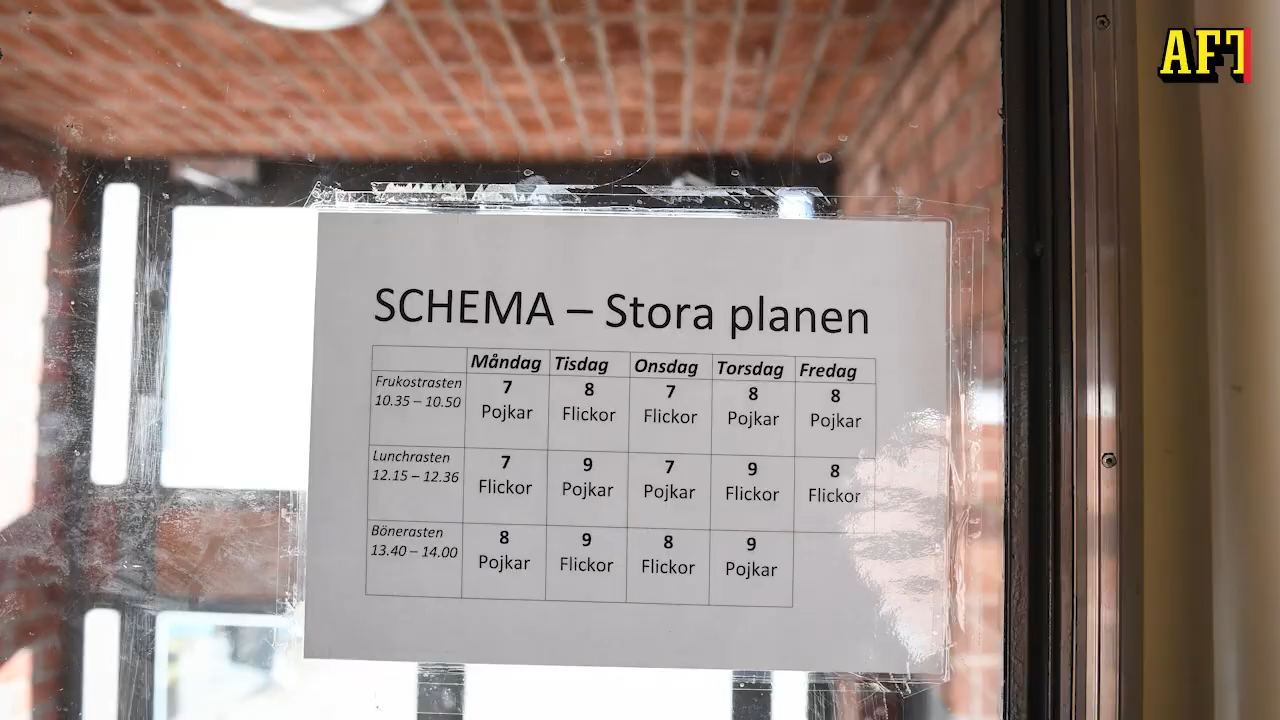 AFT
SCHEMA – Stora planen
Måndag Tisdag Onsdag Torsdag Fredag
Frukostrasten 10.35 – 10.50 7 Pojkar 8 Flickor 7 Flickor 8 Pojkar 8 Pojkar
Lunchrasten 12.15 – 12.36 7 Flickor 9 Pojkar 7 Pojkar 9 Flickor 8 Flickor
Bönerasten 13.40 – 14.00 8 Pojkar 9 Flickor 8 Flickor 9 Pojkar